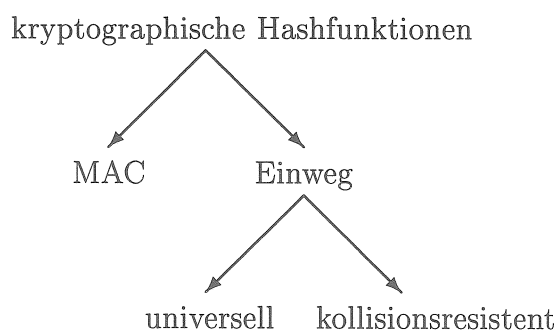 kryptographische Hashfunktionen
MAC
Einweg
universell
kollisionsresistent